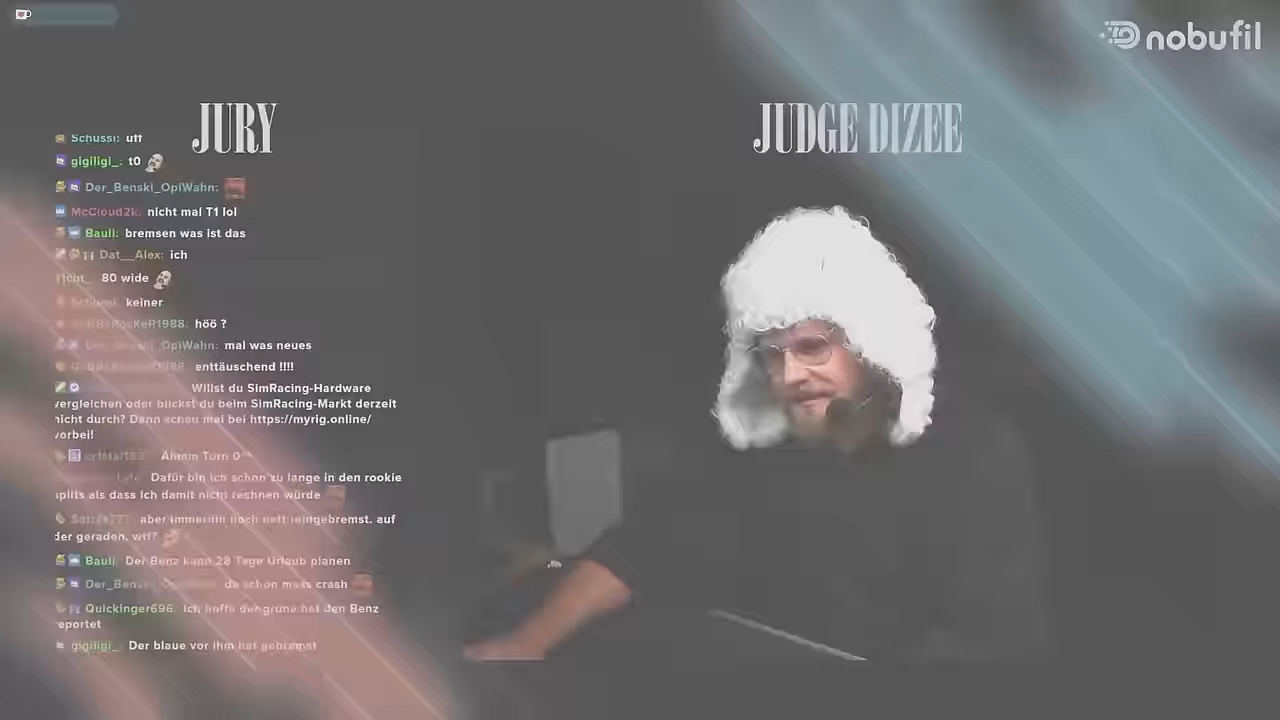 nobufil
JURY
JUDGE DIZEE
Schussi: uff
gigiligi_: t0
Der_Benski_OpiWahn:
McCloud2k: nicht mal T1 lol
Bauli: bremsen was ist das
Dat__Alex: ich
80 wide
keiner
höö ?
OpiWahn: mal was neues
enttäuschend !!!!
Willst du SimRacing-Hardware
vergleichen oder blickst du beim SimRacing-Markt derzeit
nicht durch? Dann schau mal bei https://myrig.online/
vorbei!
Ähmm Turn 0^^
Dafür bin ich schon zu lange in den rookie
splits als dass ich damit nicht rechnen würde
aber immernin noch nett reingebremst. auf
der geraden, wtf?
Bauli: Der Benz kann 28 Tage Urlaub planen
da schon mass crash
Quickinger696: Ich hoffe der grüne hat den Benz
eportet
gigiligi_: Der blaue vor ihm hat gebremst